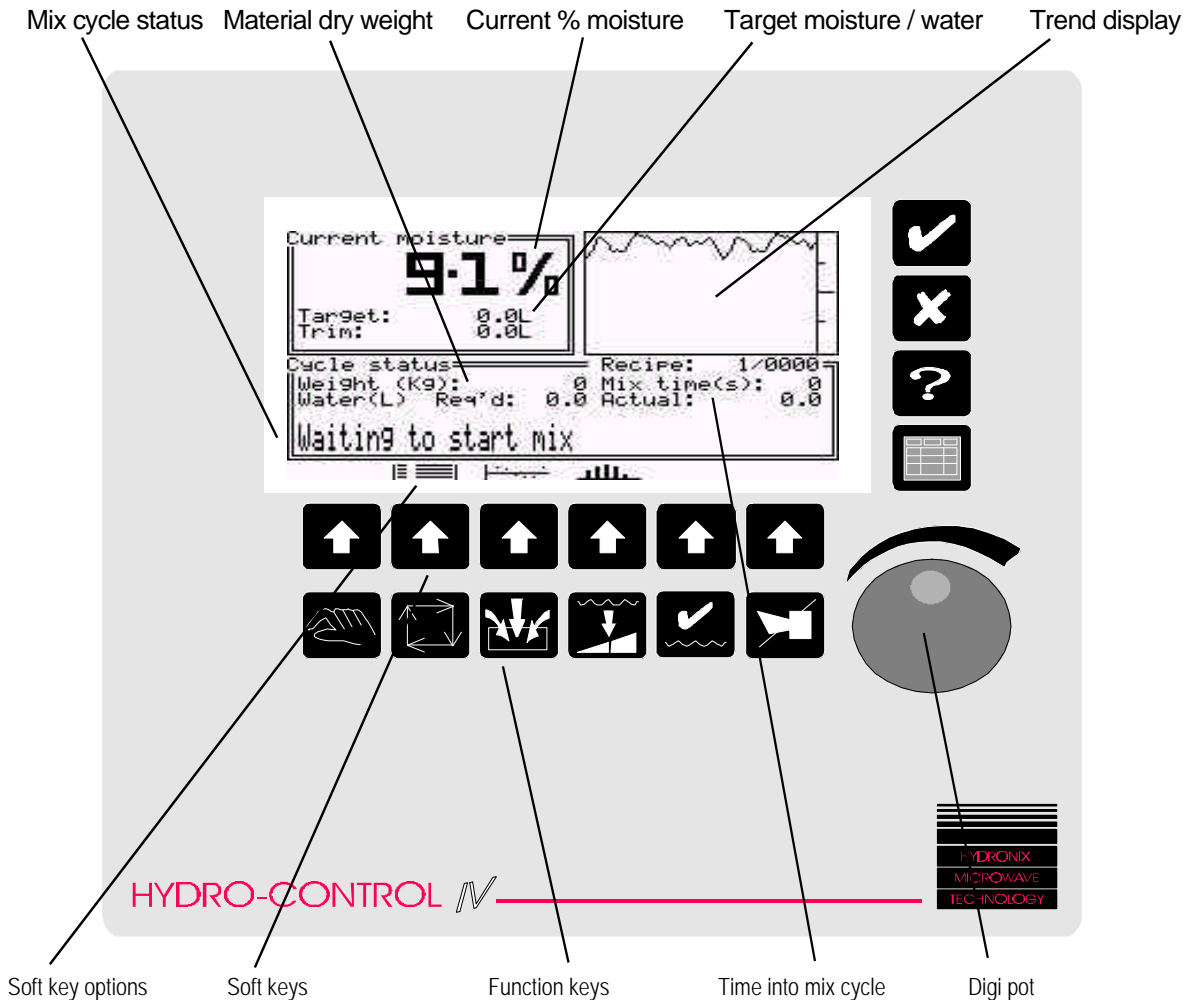 Mix cycle status Material dry weight Current % moisture Target moisture / water Trend display
Current moisture
9.1 %
Target: 0.0L
Trim: 0.0L
Cycle status Recipe: 1/0000
Weight (Kg): 0 Mix time(s): 0
Water(L) Req'd: 0.0 Actual: 0.0
Waiting to start mix
HYDRONIX
MICROWAVE
TECHNOLOGY
HYDRO-CONTROL IV
Soft key options Soft keys Function keys Time into mix cycle Digi pot